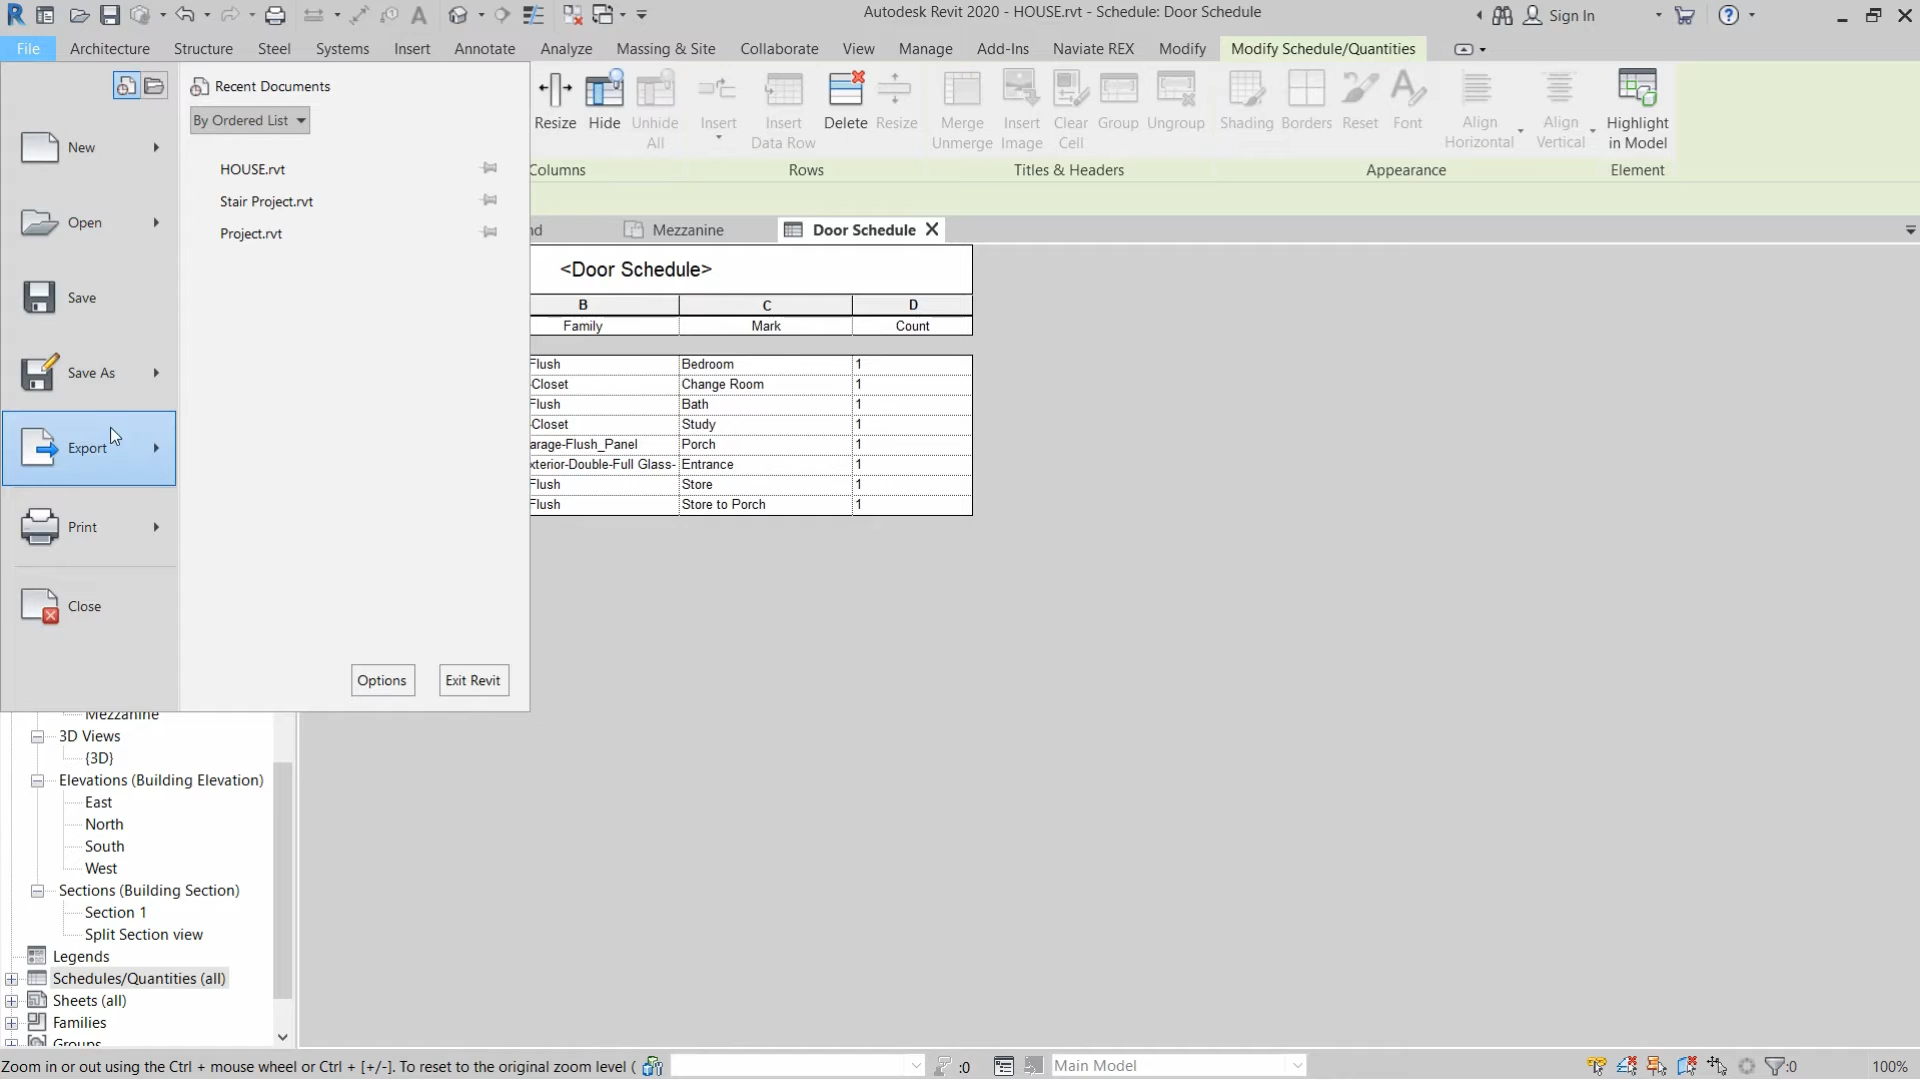 Autodesk Revit 2020 - HOUSE.rvt - Schedule: Door Schedule
Sign In
File Architecture Structure Steel Systems Insert Annotate Analyze Massing & Site Collaborate View Manage Add-Ins Naviate REX Modify Modify Schedule/Quantities
Recent Documents
By Ordered List
New
HOUSE.rvt
Stair Project.rvt
Open
Project.rvt
Save
Save As
Export
Print
Close
Options
Exit Revit
Resize Hide Unhide All
Insert
Insert Data Row
Delete
Resize
Merge Unmerge
Insert Image
Clear Cell
Group
Ungroup
Shading
Borders
Reset
Font
Align Horizontal
Align Vertical
Highlight in Model
Columns Rows Titles & Headers Appearance Element
nd Mezzanine Door Schedule
<Door Schedule>
B C D
Family Mark Count
Flush Bedroom 1
-Closet Change Room 1
Flush Bath 1
-Closet Study 1
arage-Flush_Panel Porch 1
xterior-Double-Full Glass- Entrance 1
Flush Store 1
Flush Store to Porch 1
Mezzanine
3D Views
{3D}
Elevations (Building Elevation)
East
North
South
West
Sections (Building Section)
Section 1
Split Section view
Legends
Schedules/Quantities (all)
Sheets (all)
Families
Groups
Zoom in or out using the Ctrl + mouse wheel or Ctrl + [+/-]. To reset to the original zoom level (
:0
Main Model
:0
100%